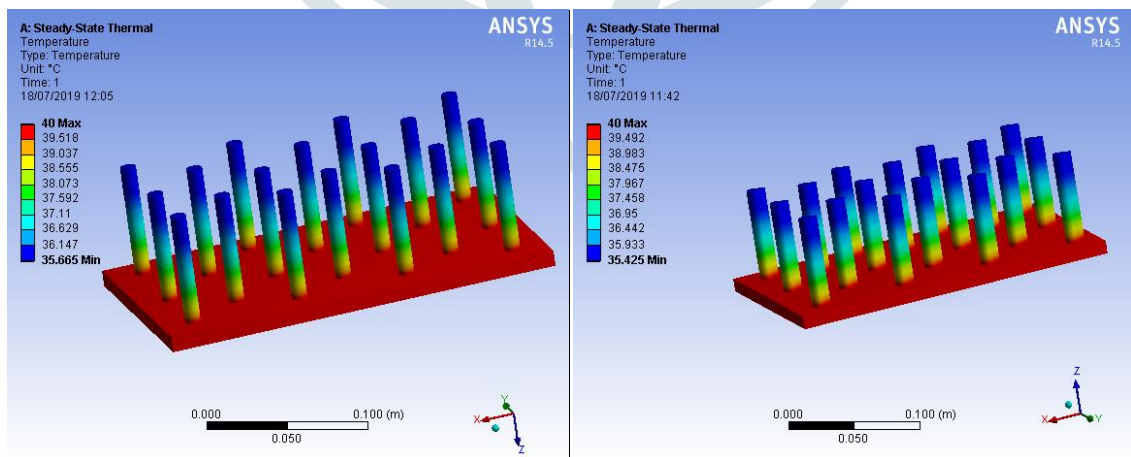 A: Steady-State Thermal
Temperature
Type: Temperature
Unit: °C
Time: 1
18/07/2019 12:05
ANSYS
R14.5
40 Max
39.518
39.037
38.555
38.073
37.592
37.11
36.629
36.147
35.665 Min
0.000
0.100 (m)
0.050
X
Y
Z
A: Steady-State Thermal
Temperature
Type: Temperature
Unit: °C
Time: 1
18/07/2019 11:42
ANSYS
R14.5
40 Max
39.492
38.983
38.475
37.967
37.458
36.95
36.442
35.933
35.425 Min
0.000
0.100 (m)
0.050
Z
X
Y